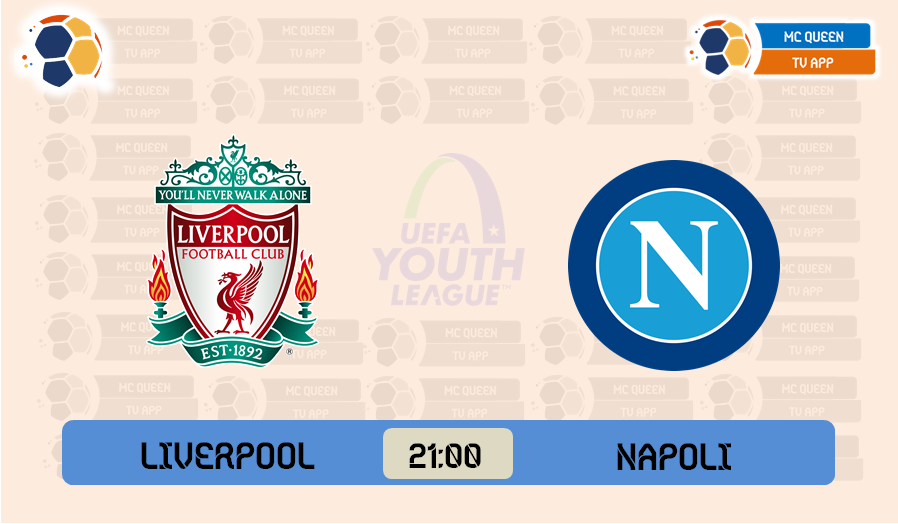 MC QUEEN
TV APP
YOU'LL NEVER WALK ALONE
LIVERPOOL
FOOTBALL CLUB
EST·1892
®
UEFA
YOUTH
LEAGUE™
N
LIVERPOOL
21:00
NAPOLI